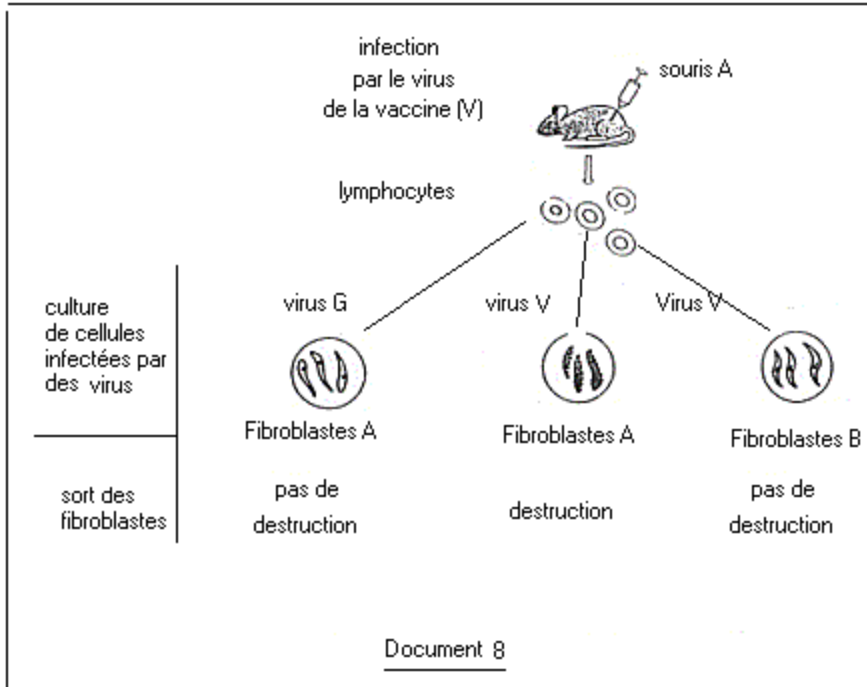 infection
par le virus
de la vaccine (V)
souris A
lymphocytes
culture
de cellules
infectées par
des virus
virus G
virus V
Virus V
Fibroblastes A
Fibroblastes A
Fibroblastes B
sort des
fibroblastes
pas de
destruction
destruction
pas de
destruction
Document 8